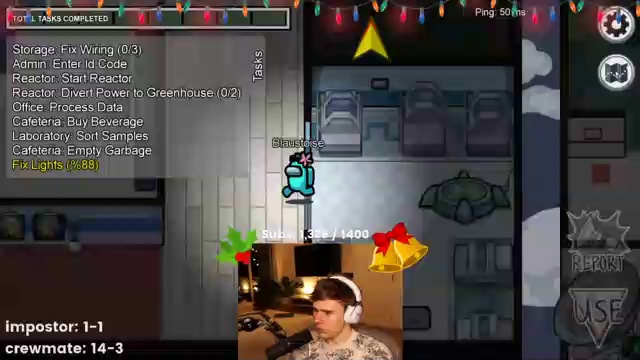 TOTAL TASKS COMPLETED
Ping: 50 ms
Storage: Fix Wiring (0/3)
Admin: Enter Id Code
Reactor: Start Reactor
Reactor: Divert Power to Greenhouse (0/2)
Office: Process Data
Cafeteria: Buy Beverage
Laboratory: Sort Samples
Cafeteria: Empty Garbage
Fix Lights (%88)
Tasks
Blaustoise
/ 1400
REPORT
USE
impostor: 1-1
crewmate: 14-3